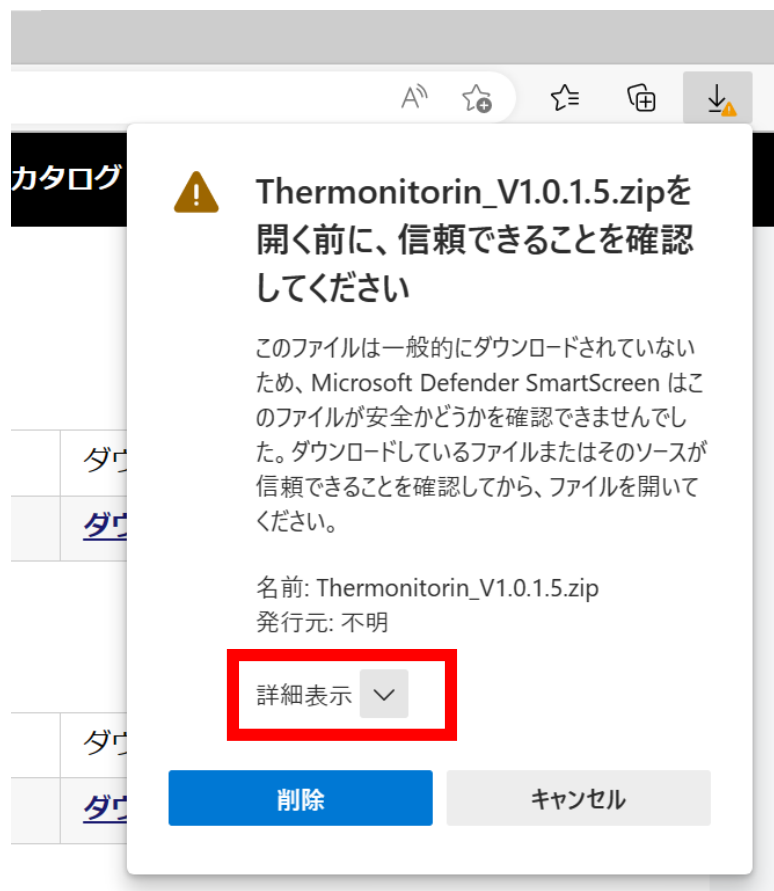 カタログ
Thermonitorin_V1.0.1.5.zipを
開く前に、信頼できることを確認
してください
このファイルは一般的にダウンロードされていない
ため、Microsoft Defender SmartScreen はこ
のファイルが安全かどうかを確認できませんでし
た。ダウンロードしているファイルまたはそのソースが
信頼できることを確認してから、ファイルを開いて
ください。
ダウ
ダウ
名前: Thermonitorin_V1.0.1.5.zip
発行元: 不明
詳細表示
ダウ
ダウ
削除
キャンセル